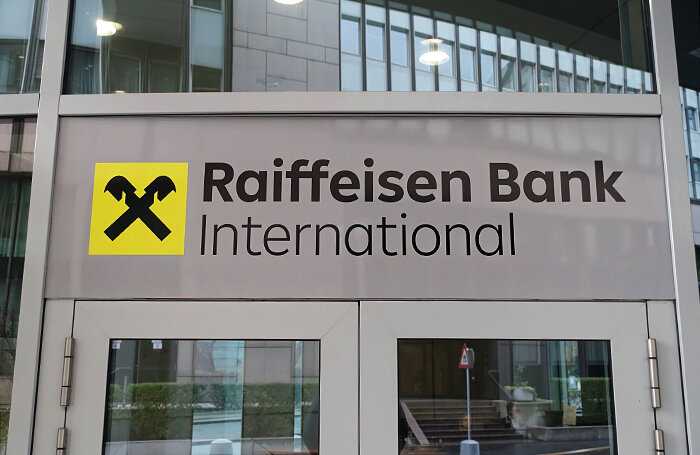 Raiffeisen Bank
International